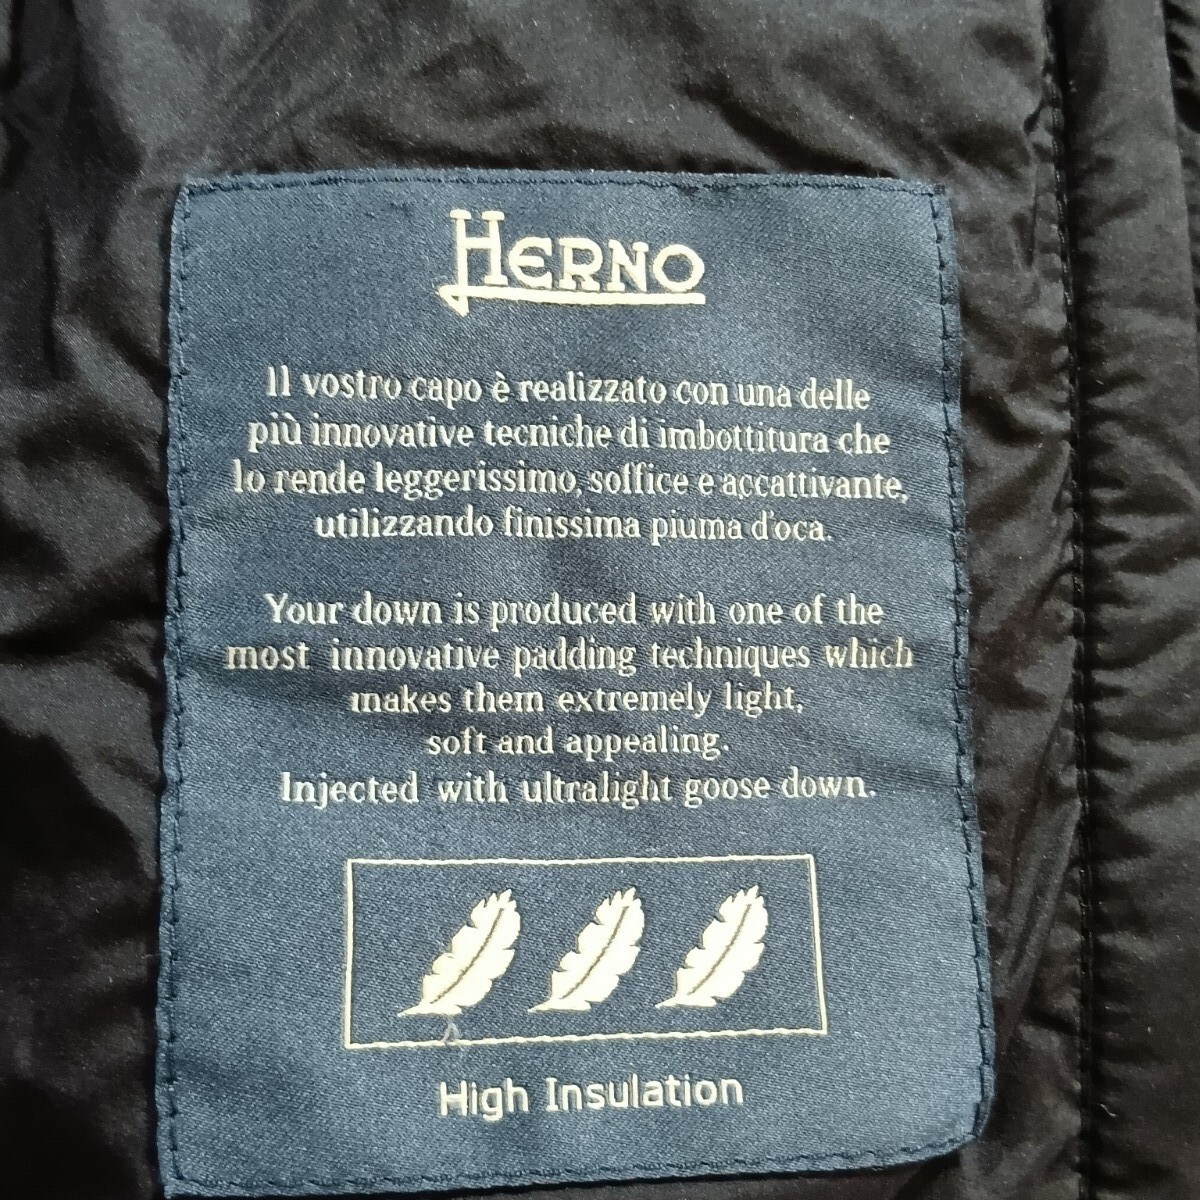 HERNO
Il vostro capo è realizzato con una delle
più innovative tecniche di imbottitura che
lo rende leggerissimo, soffice e accattivante,
utilizzando finissima piuma d'oca.
Your down is produced with one of the
most innovative padding techniques which
makes them extremely light,
soft and appealing.
Injected with ultralight goose down.
High Insulation